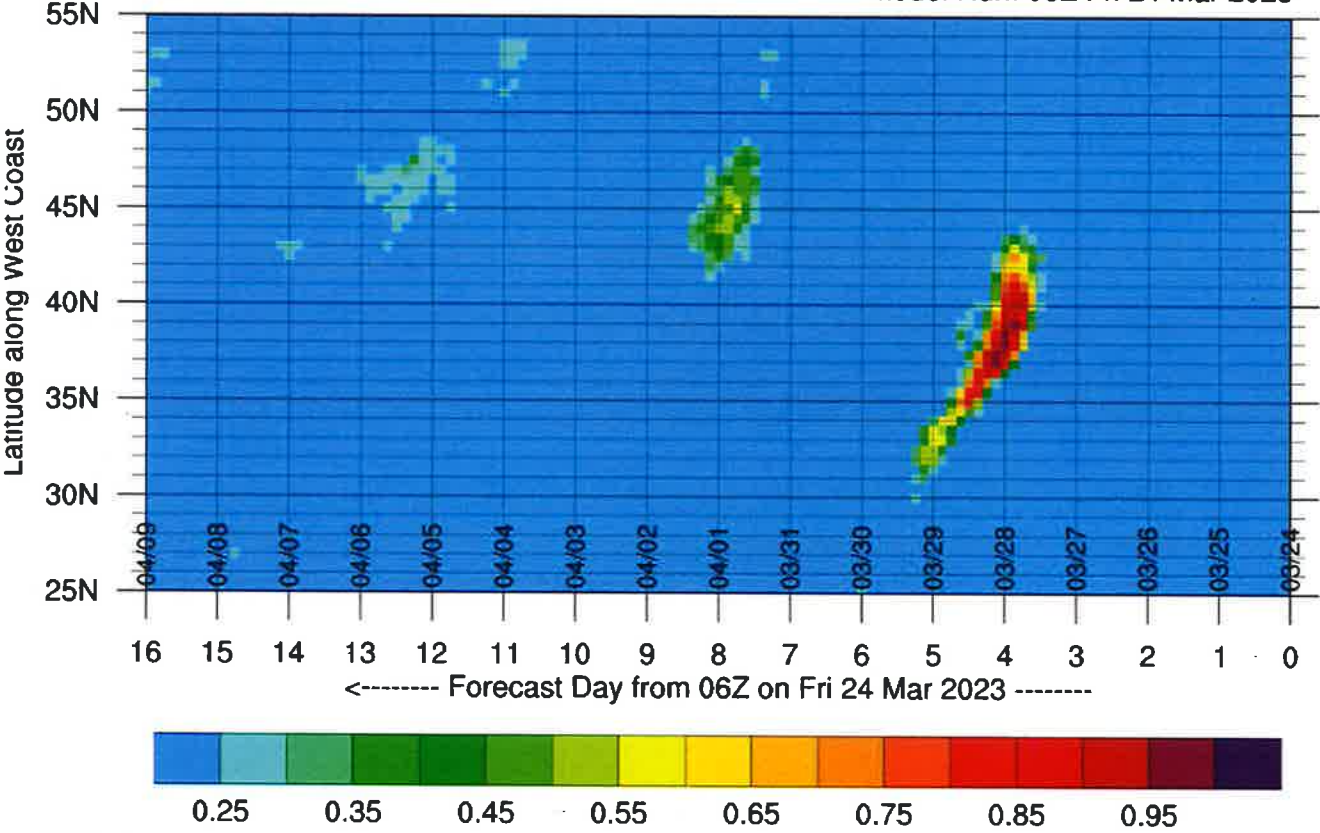 55N
50N
45N
40N
35N
30N
25N
Latitude along West Coast
04/09 04/08 04/07 04/06 04/05 04/04 04/03 04/02 04/01 03/31 03/30 03/29 03/28 03/27 03/26 03/25 03/24
16 15 14 13 12 11 10 9 8 7 6 5 4 3 2 1 0
<-------- Forecast Day from 06Z on Fri 24 Mar 2023 --------
0.25 0.35 0.45 0.55 0.65 0.75 0.85 0.95